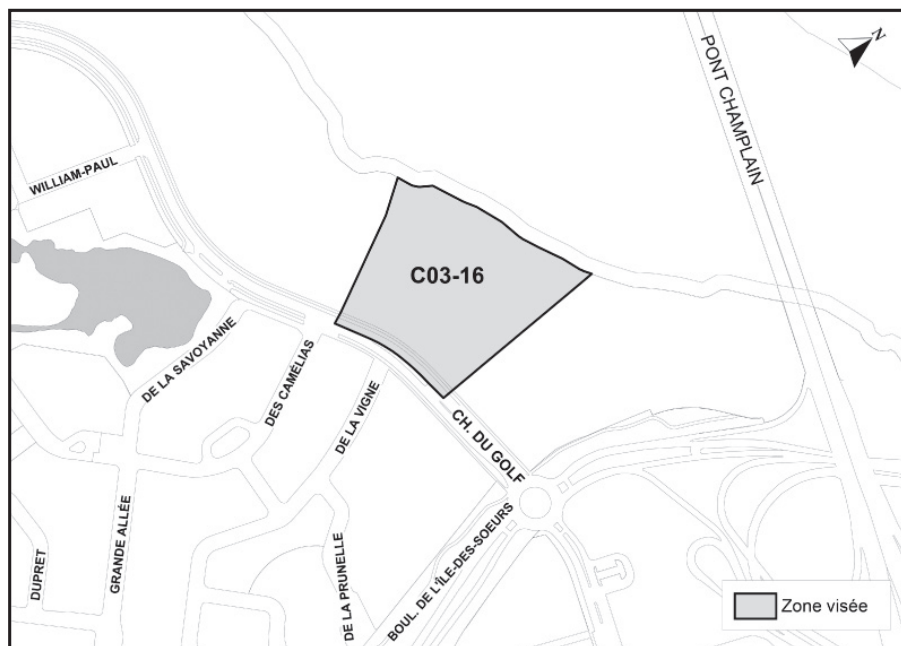 N
PONT CHAMPLAIN
WILLIAM-PAUL
C03-16
DE LA SAVOYANNE
DES CAMÉLIAS
DE LA VIGNE
CH. DU GOLF
DUPRET
GRANDE ALLÉE
DE LA PRUNELLE
BOUL. DE L'ÎLE-DES-SOEURS
Zone visée